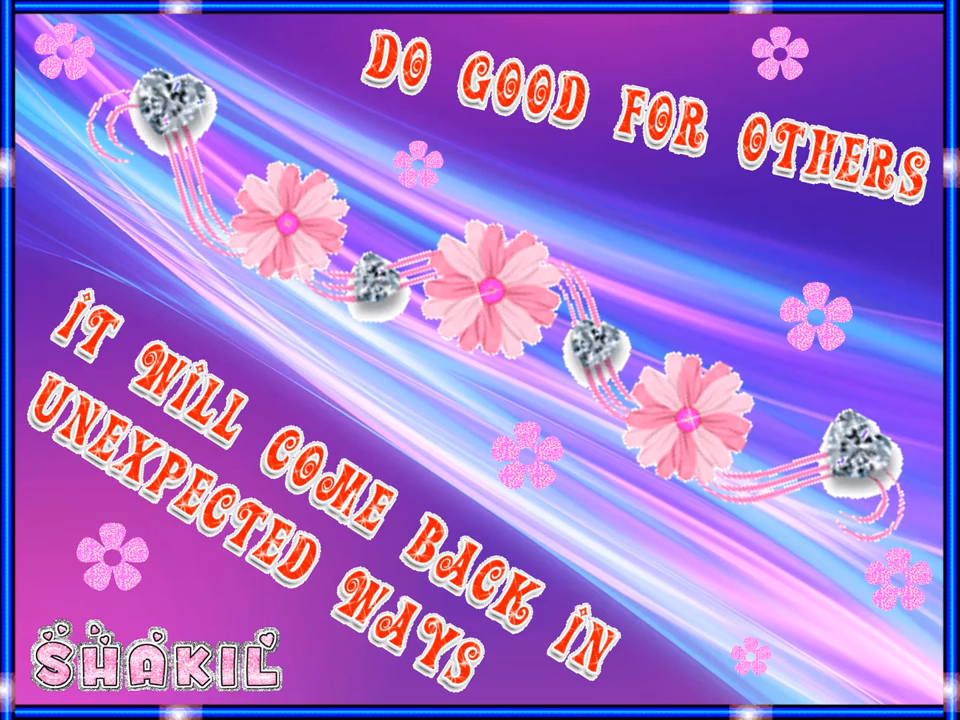 DO GOOD FOR OTHERS
IT WILL COME BACK IN
UNEXPECTED WAYS
SHAKIL